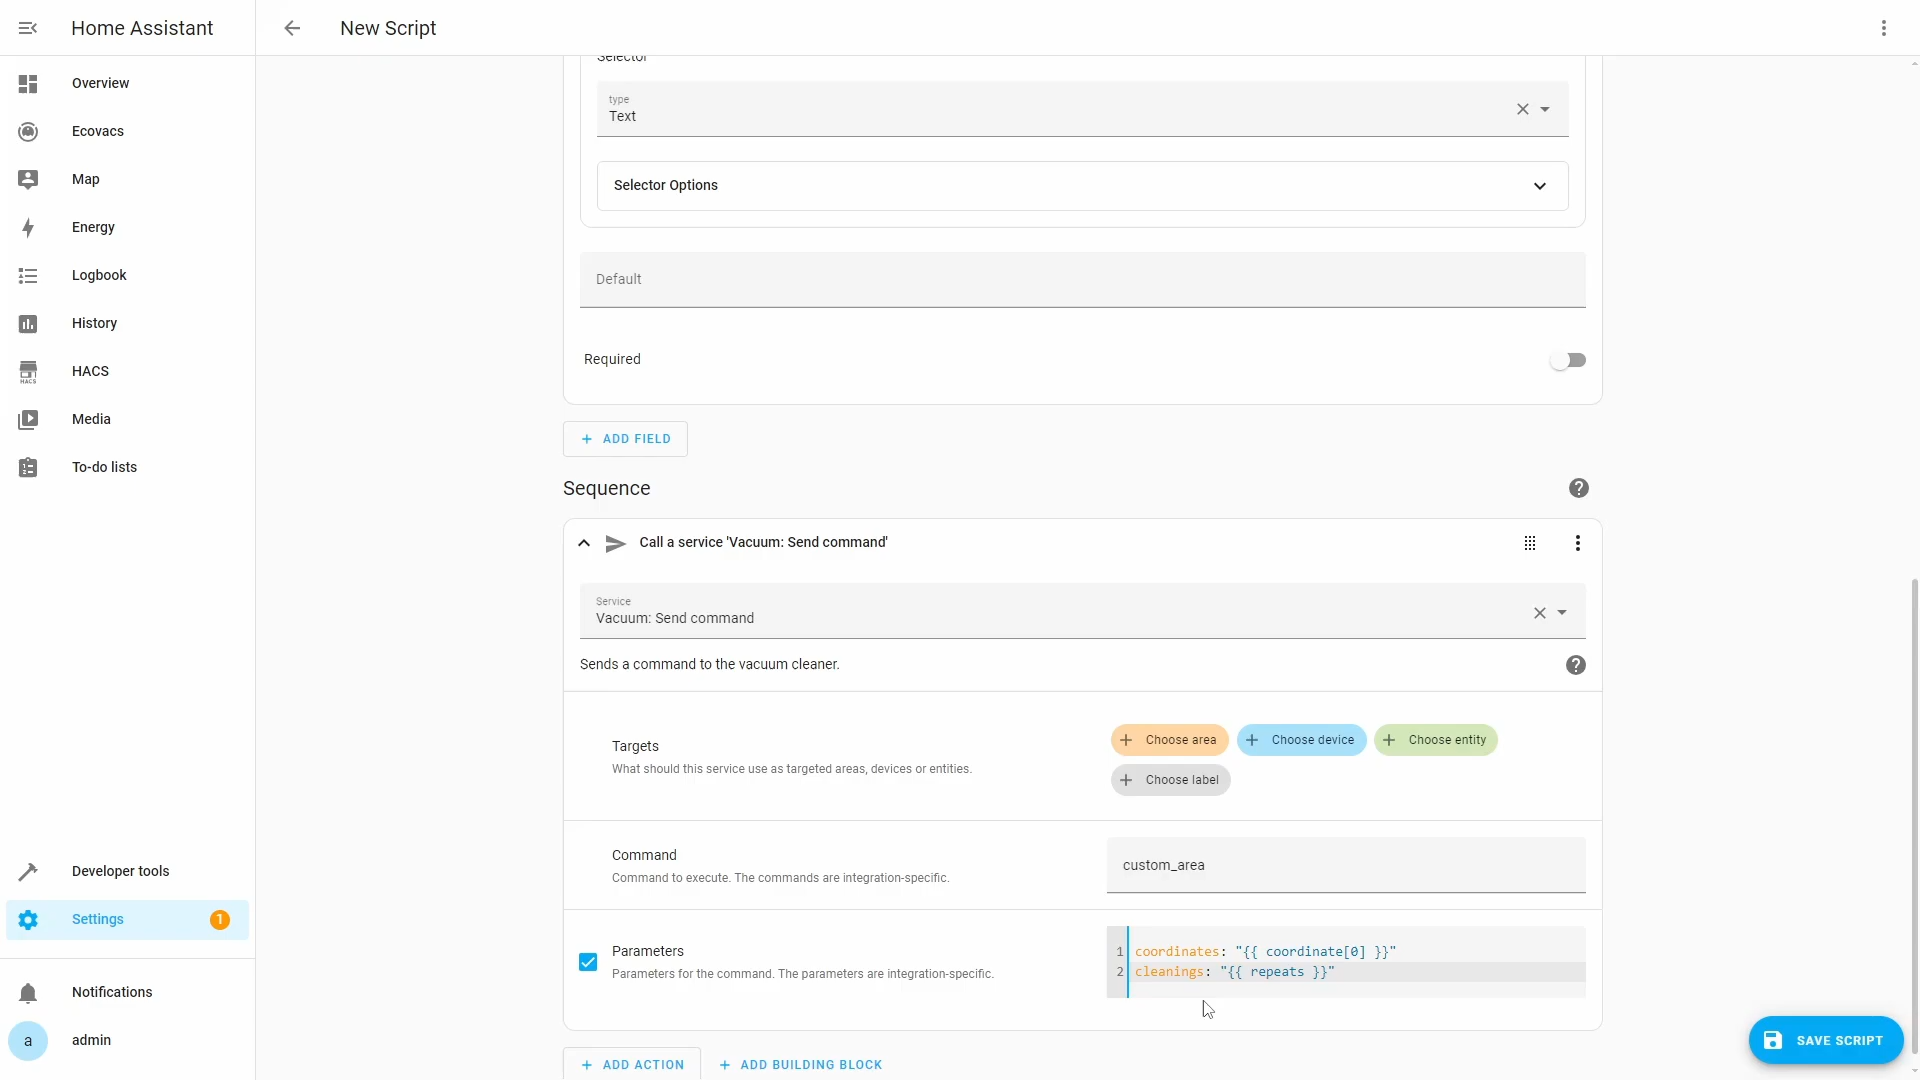 Home Assistant
New Script
Overview
Ecovacs
Map
Energy
Logbook
History
HACS
HACS
Media
To-do lists
Developer tools
Settings
1
Notifications
a
admin
Selector
type
Text
Selector Options
Default
Required
ADD FIELD
Sequence
Call a service 'Vacuum: Send command'
Service
Vacuum: Send command
Sends a command to the vacuum cleaner.
Targets
What should this service use as targeted areas, devices or entities.
Choose area
Choose device
Choose entity
Choose label
Command
Command to execute. The commands are integration-specific.
custom_area
Parameters
Parameters for the command. The parameters are integration-specific.
1 coordinates: "{{ coordinate[0] }}"
2 cleanings: "{{ repeats }}"
ADD ACTION
ADD BUILDING BLOCK
SAVE SCRIPT